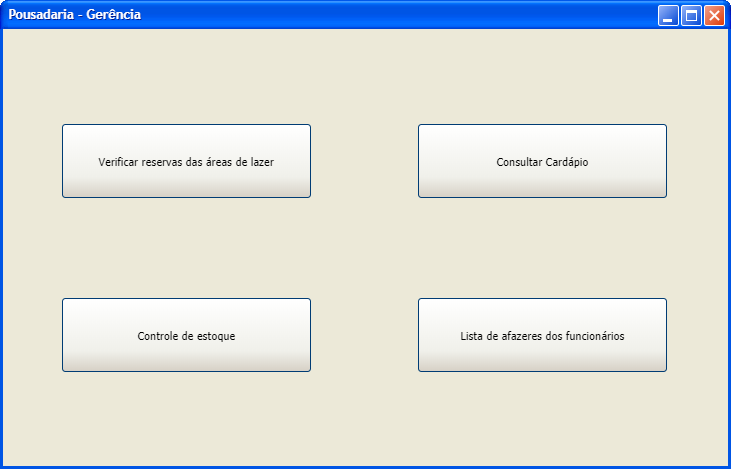 Pousadaria - Gerência
Verificar reservas das áreas de lazer
Consultar Cardápio
Controle de estoque
Lista de afazeres dos funcionários